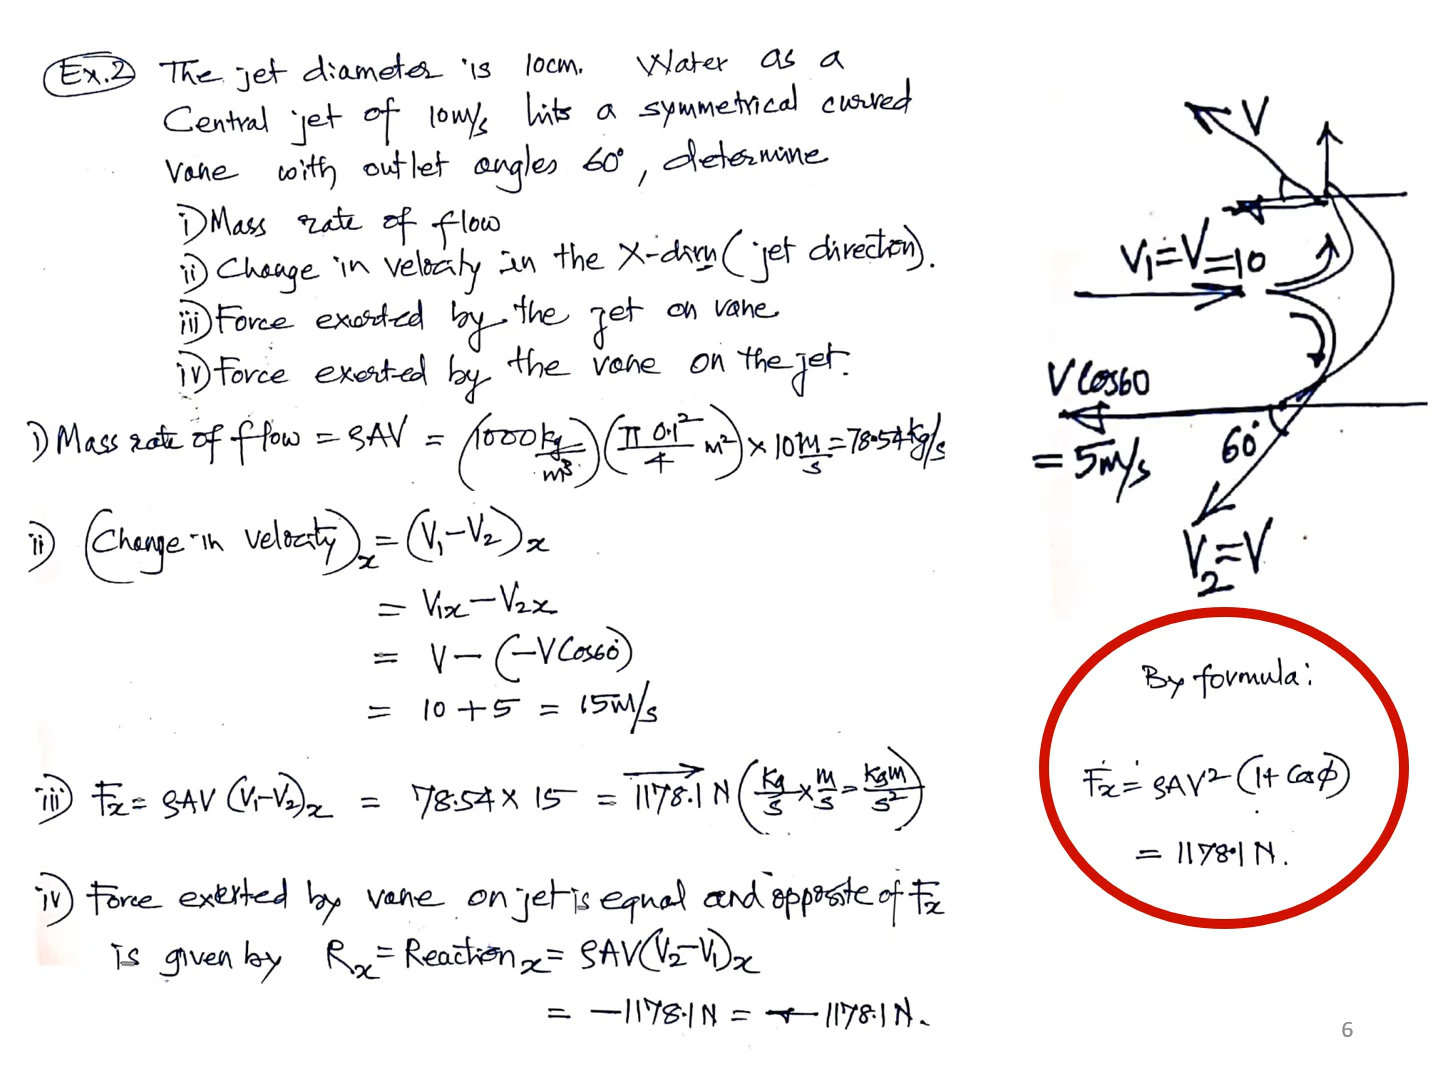 Ex.2 The jet diameter is 10cm. Water as a
Central jet of 10m/s hits a symmetrical curved
vane with outlet angles 60°, determine
i) Mass rate of flow
ii) Change in velocity in the X-dirn (jet direction).
iii) Force exerted by the jet on vane
iv) Force exerted by the vane on the jet.
i) Mass rate of flow = ρAV = (1000 kg/m³)(π 0.1²/4 m²) × 10 m/s = 78.54 kg/s
ii) (Change in velocity)x = (V₁-V₂)x
= V1x - V2x
= V - (-V Cos60)
= 10 + 5 = 15m/s
iii) Fx = ρAV (V₁-V₂)x = 78.54 × 15 = 1178.1 N (kg/s × m/s = kgm/s²)
iv) Force exerted by vane on jet is equal and opposite of Fx
is given by Rx = Reaction x = ρAV(V₂-V₁)x
= -1178.1 N = ← 1178.1 N.
V
V₁=V=10
V Cos60
= 5m/s
60°
V₂=V
By formula:
Fx = ρAV² (1+ Cosϕ)
= 1178.1 N.
6